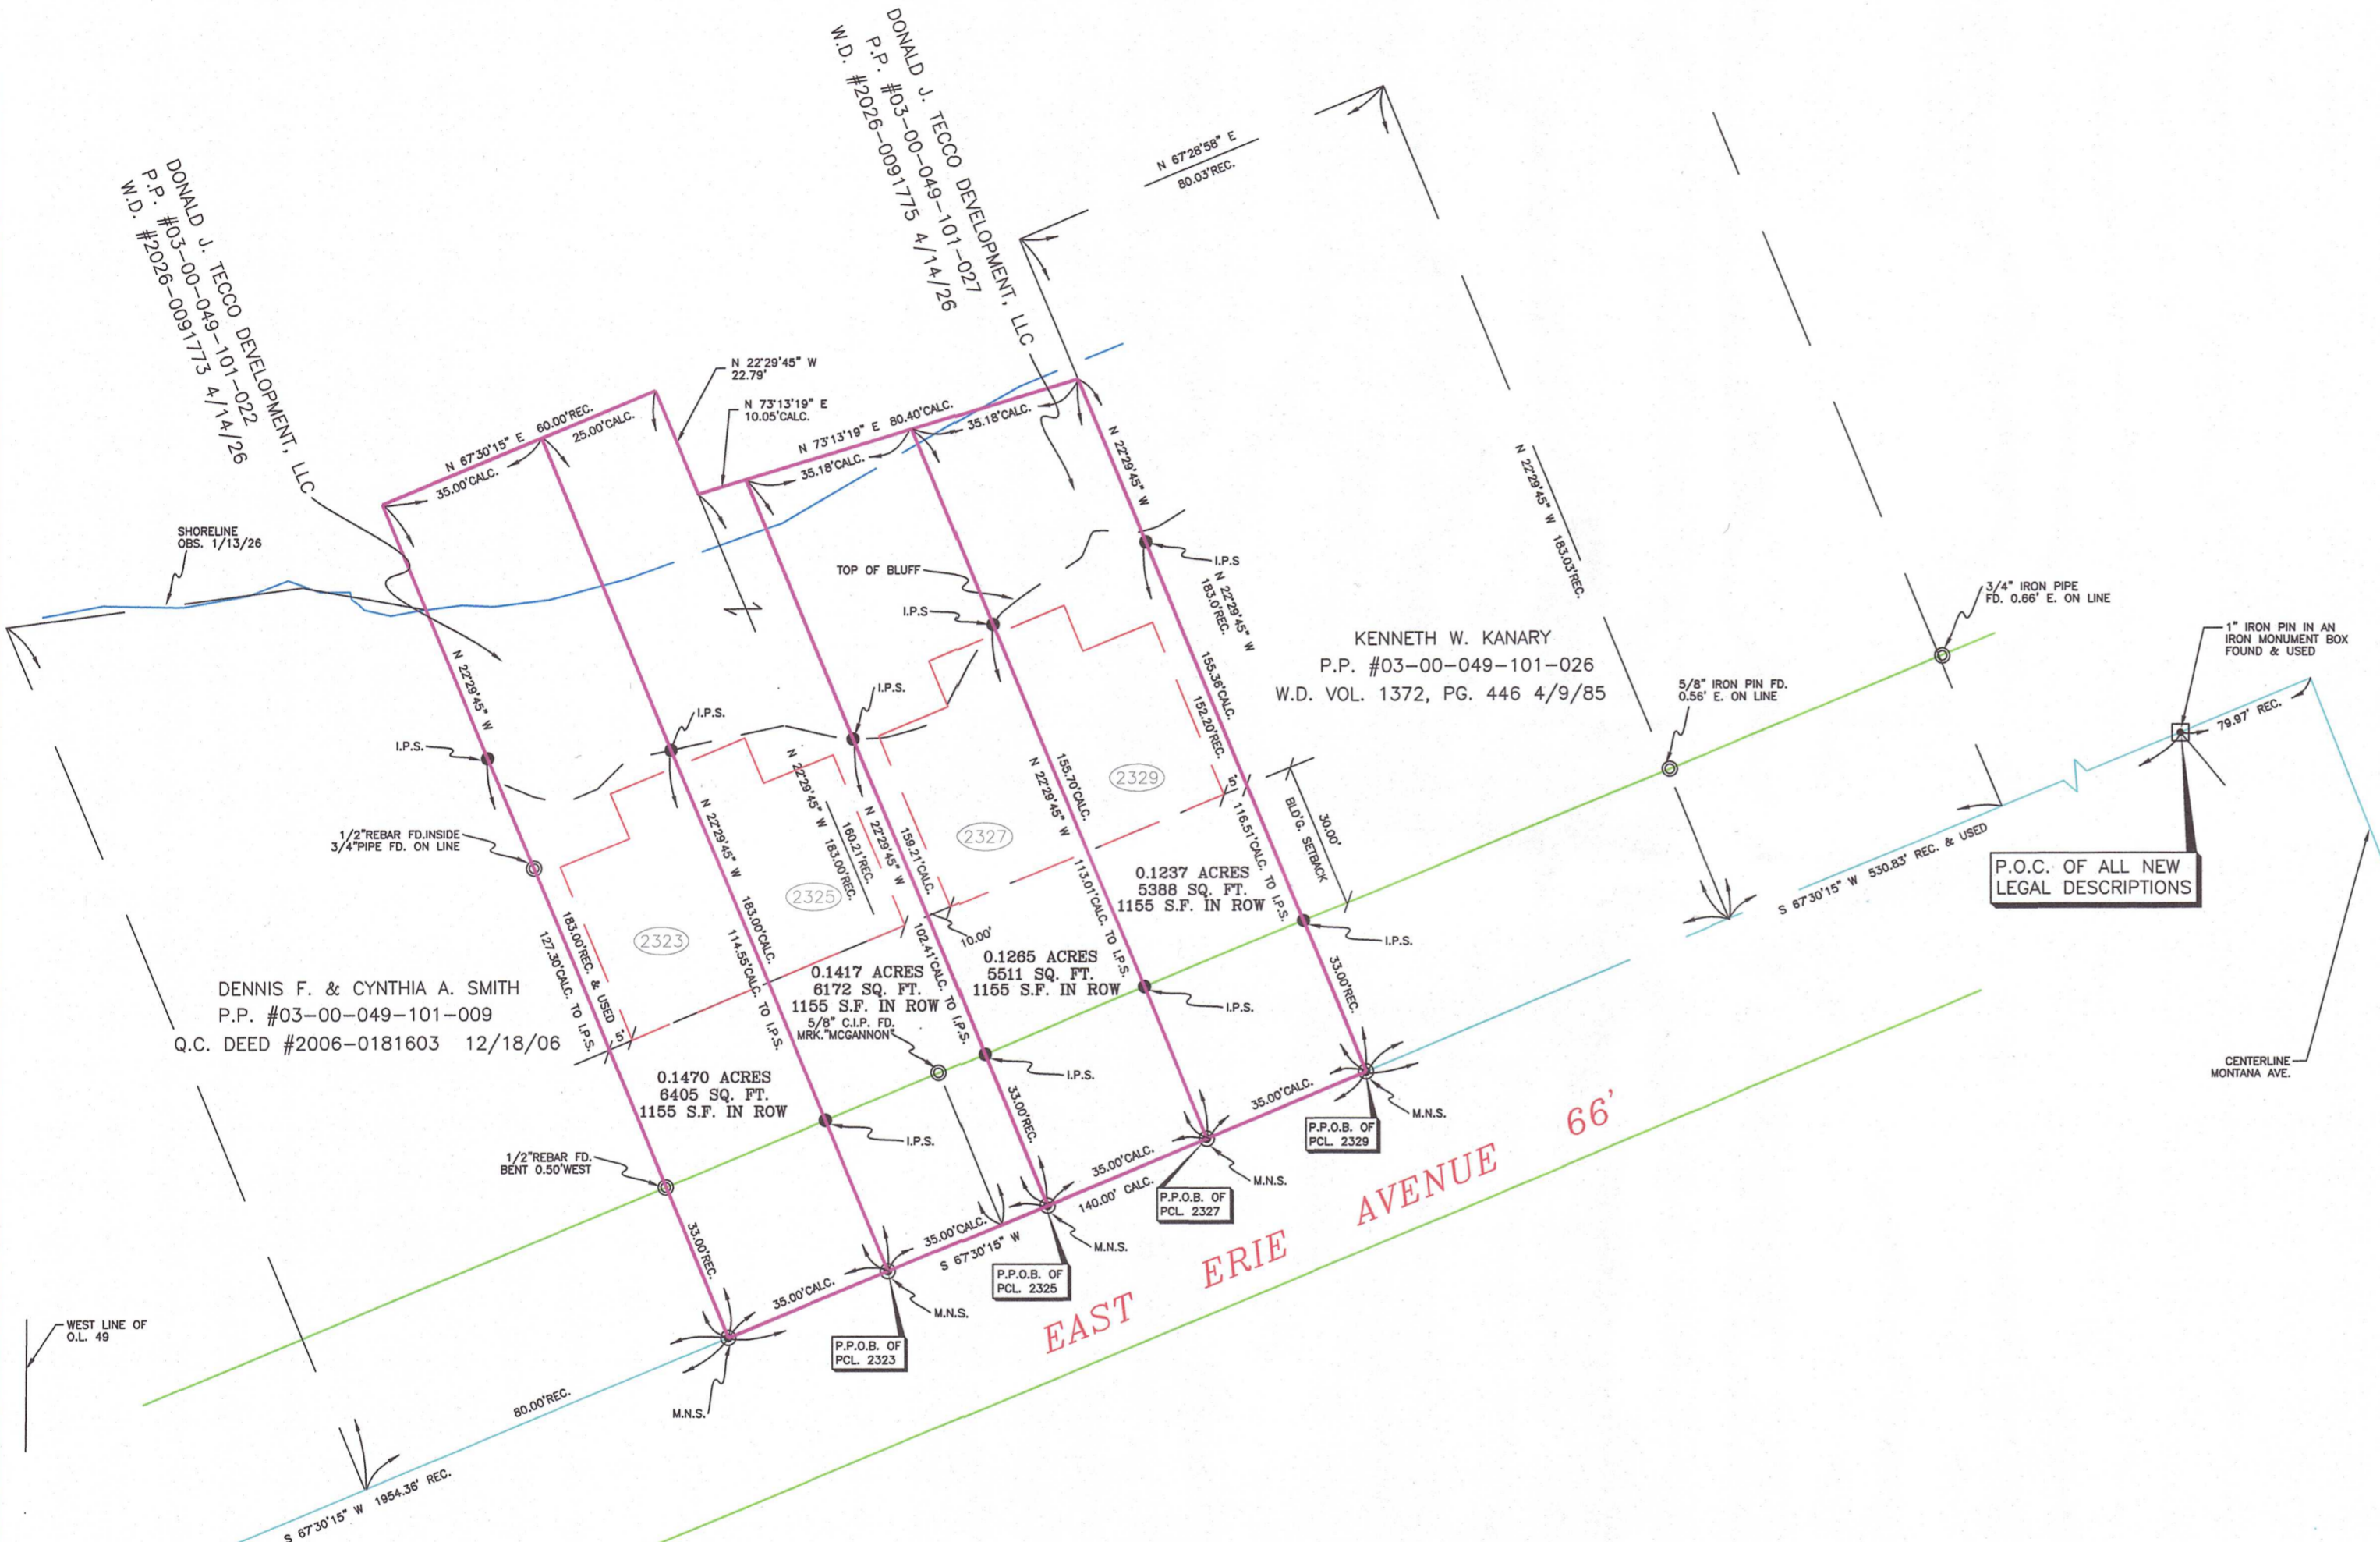 DONALD J. TECCO DEVELOPMENT, LLC
P.P. #03-00-049-101-022
W.D. #2026-0091773 4/14/26
DONALD J. TECCO DEVELOPMENT, LLC
P.P. #03-00-049-101-027
W.D. #2026-0091775 4/14/26
N 67°28'58" E
80.03'REC.
N 22°29'45" W
22.79'
N 73°13'19" E
10.05'CALC.
N 67°30'15" E 60.00'REC.
25.00'CALC.
35.00'CALC.
N 73°13'19" E 80.40'CALC.
35.18'CALC.
35.18'CALC.
N 22°29'45" W
SHORELINE
OBS. 1/13/26
TOP OF BLUFF
I.P.S
I.P.S
I.P.S.
I.P.S.
I.P.S.
N 22°29'45" W
N 22°29'45" W
183.0'REC.
155.36'CALC.
152.20'REC.
5'
116.51'CALC. TO I.P.S.
30.00'
BLD'G. SETBACK
N 22°29'45" W 183.03'REC.
KENNETH W. KANARY
P.P. #03-00-049-101-026
W.D. VOL. 1372, PG. 446 4/9/85
3/4" IRON PIPE
FD. 0.66' E. ON LINE
1" IRON PIN IN AN
IRON MONUMENT BOX
FOUND & USED
5/8" IRON PIN FD.
0.56' E. ON LINE
79.97' REC.
S 67°30'15" W 530.83' REC. & USED
P.O.C. OF ALL NEW
LEGAL DESCRIPTIONS
CENTERLINE
MONTANA AVE.
1/2"REBAR FD.INSIDE
3/4"PIPE FD. ON LINE
183.00'REC. & USED
127.30'CALC. TO I.P.S.
5'
2323
2325
2327
2329
N 22°29'45" W
183.00'CALC.
114.55'CALC. TO I.P.S.
N 22°29'45" W 183.00'REC.
160.21'REC.
N 22°29'45" W
159.21'CALC.
102.41'CALC. TO I.P.S.
10.00'
155.70'CALC.
N 22°29'45" W
113.01'CALC. TO I.P.S.
0.1237 ACRES
5388 SQ. FT.
1155 S.F. IN ROW
0.1265 ACRES
5511 SQ. FT.
1155 S.F. IN ROW
0.1417 ACRES
6172 SQ. FT.
1155 S.F. IN ROW
5/8" C.I.P. FD.
MRK."MCGANNON"
0.1470 ACRES
6405 SQ. FT.
1155 S.F. IN ROW
DENNIS F. & CYNTHIA A. SMITH
P.P. #03-00-049-101-009
Q.C. DEED #2006-0181603 12/18/06
I.P.S.
I.P.S.
I.P.S.
I.P.S.
1/2"REBAR FD.
BENT 0.50'WEST
33.00'REC.
33.00'REC.
33.00'REC.
35.00'CALC.
35.00'CALC.
140.00' CALC.
35.00'CALC.
S 67°30'15" W
35.00'CALC.
M.N.S.
M.N.S.
M.N.S.
M.N.S.
M.N.S.
P.P.O.B. OF
PCL. 2329
P.P.O.B. OF
PCL. 2327
P.P.O.B. OF
PCL. 2325
P.P.O.B. OF
PCL. 2323
EAST ERIE AVENUE 66'
WEST LINE OF
O.L. 49
80.00'REC.
S 67°30'15" W 1954.36' REC.